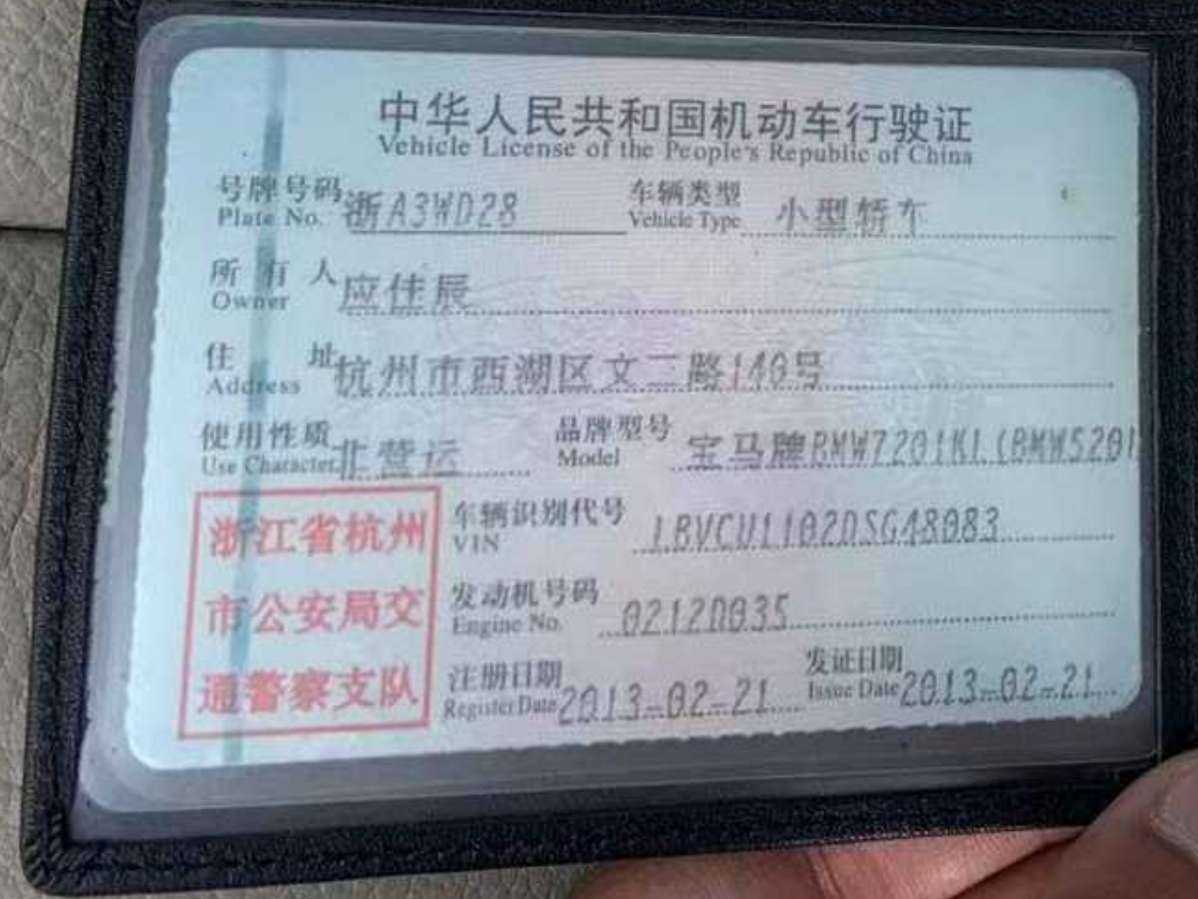 中华人民共和国机动车行驶证
Vehicle License of the People's Republic of China
号牌号码 浙A3WD28 车辆类型 小型轿车
Plate No. Vehicle Type
所有人 应佳辰
Owner
住址 杭州市西湖区文二路140号
Address
使用性质 非营运 品牌型号 宝马牌BMW7201KL(BMW520i
Use Character Model
浙江省杭州
市公安局交
通警察支队
车辆识别代号 LBVCU1102DSG48083
VIN
发动机号码 0212D035
Engine No.
注册日期 2013-02-21 发证日期 2013-02-21
Register Date Issue Date